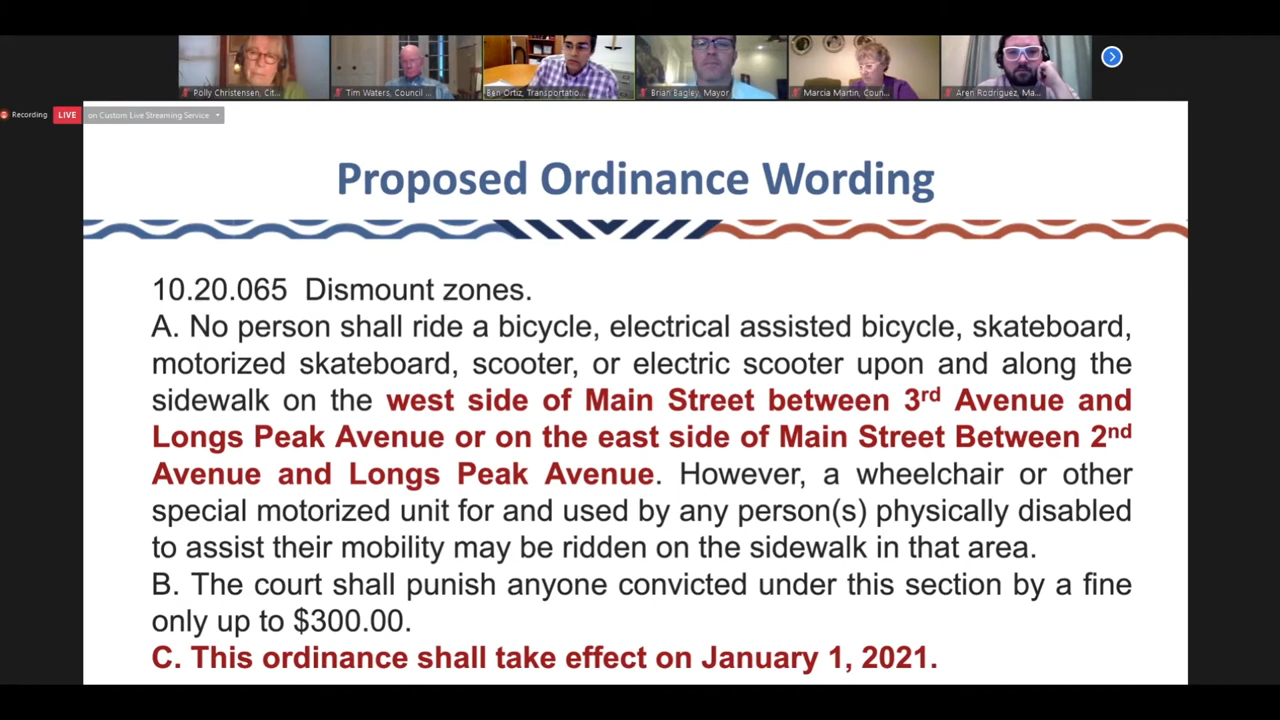 Polly Christensen, Cit...
Tim Waters, Council ...
Ben Ortiz, Transportatio...
Brian Bagley, Mayor
Marcia Martin, Coun...
Aren Rodriguez, Ma...
Recording
LIVE
on Custom Live Streaming Service
Proposed Ordinance Wording
10.20.065 Dismount zones.
A. No person shall ride a bicycle, electrical assisted bicycle, skateboard,
motorized skateboard, scooter, or electric scooter upon and along the
sidewalk on the west side of Main Street between 3rd Avenue and
Longs Peak Avenue or on the east side of Main Street Between 2nd
Avenue and Longs Peak Avenue. However, a wheelchair or other
special motorized unit for and used by any person(s) physically disabled
to assist their mobility may be ridden on the sidewalk in that area.
B. The court shall punish anyone convicted under this section by a fine
only up to $300.00.
C. This ordinance shall take effect on January 1, 2021.